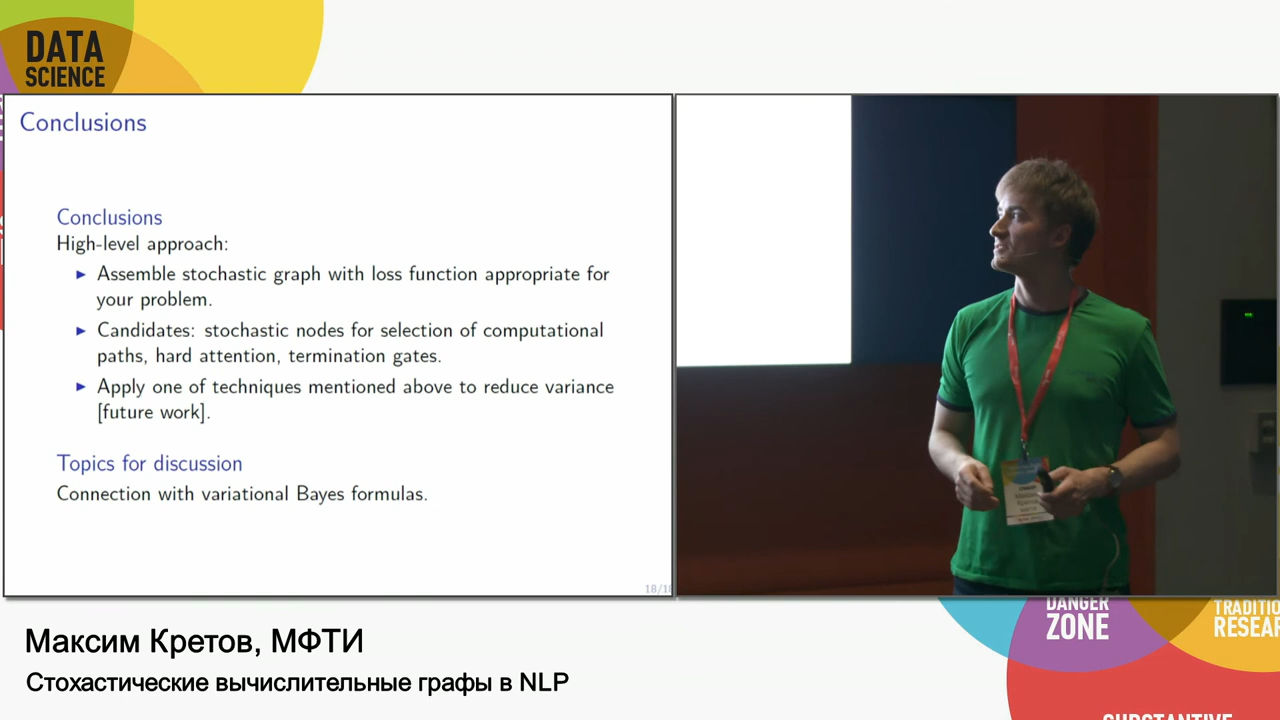 DATA
SCIENCE
Conclusions
Conclusions
High-level approach:
Assemble stochastic graph with loss function appropriate for
your problem.
Candidates: stochastic nodes for selection of computational
paths, hard attention, termination gates.
Apply one of techniques mentioned above to reduce variance
[future work].
Topics for discussion
Connection with variational Bayes formulas.
18/18
Максим Кретов, МФТИ
Стохастические вычислительные графы в NLP
DANGER
ZONE
SUBSTANTIVE